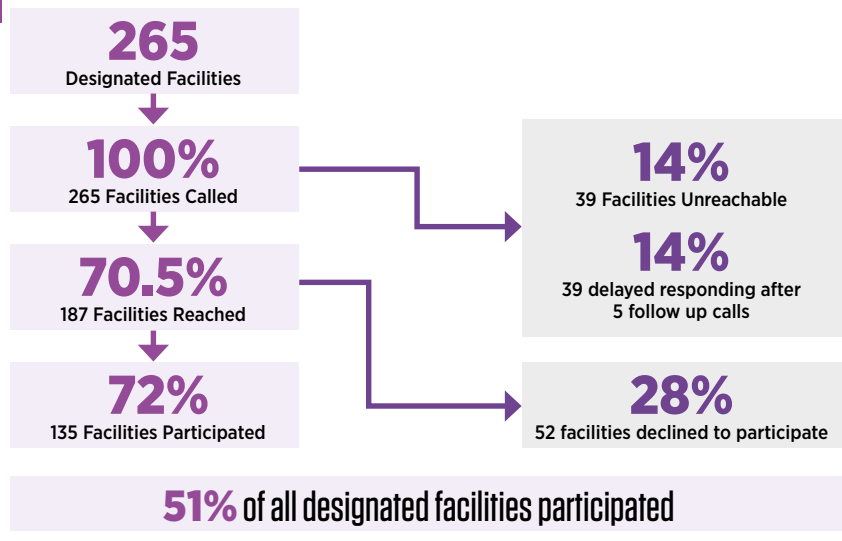 265
Designated Facilities
100%
265 Facilities Called
70.5%
187 Facilities Reached
72%
135 Facilities Participated
14%
39 Facilities Unreachable
14%
39 delayed responding after
5 follow up calls
28%
52 facilities declined to participate
51% of all designated facilities participated